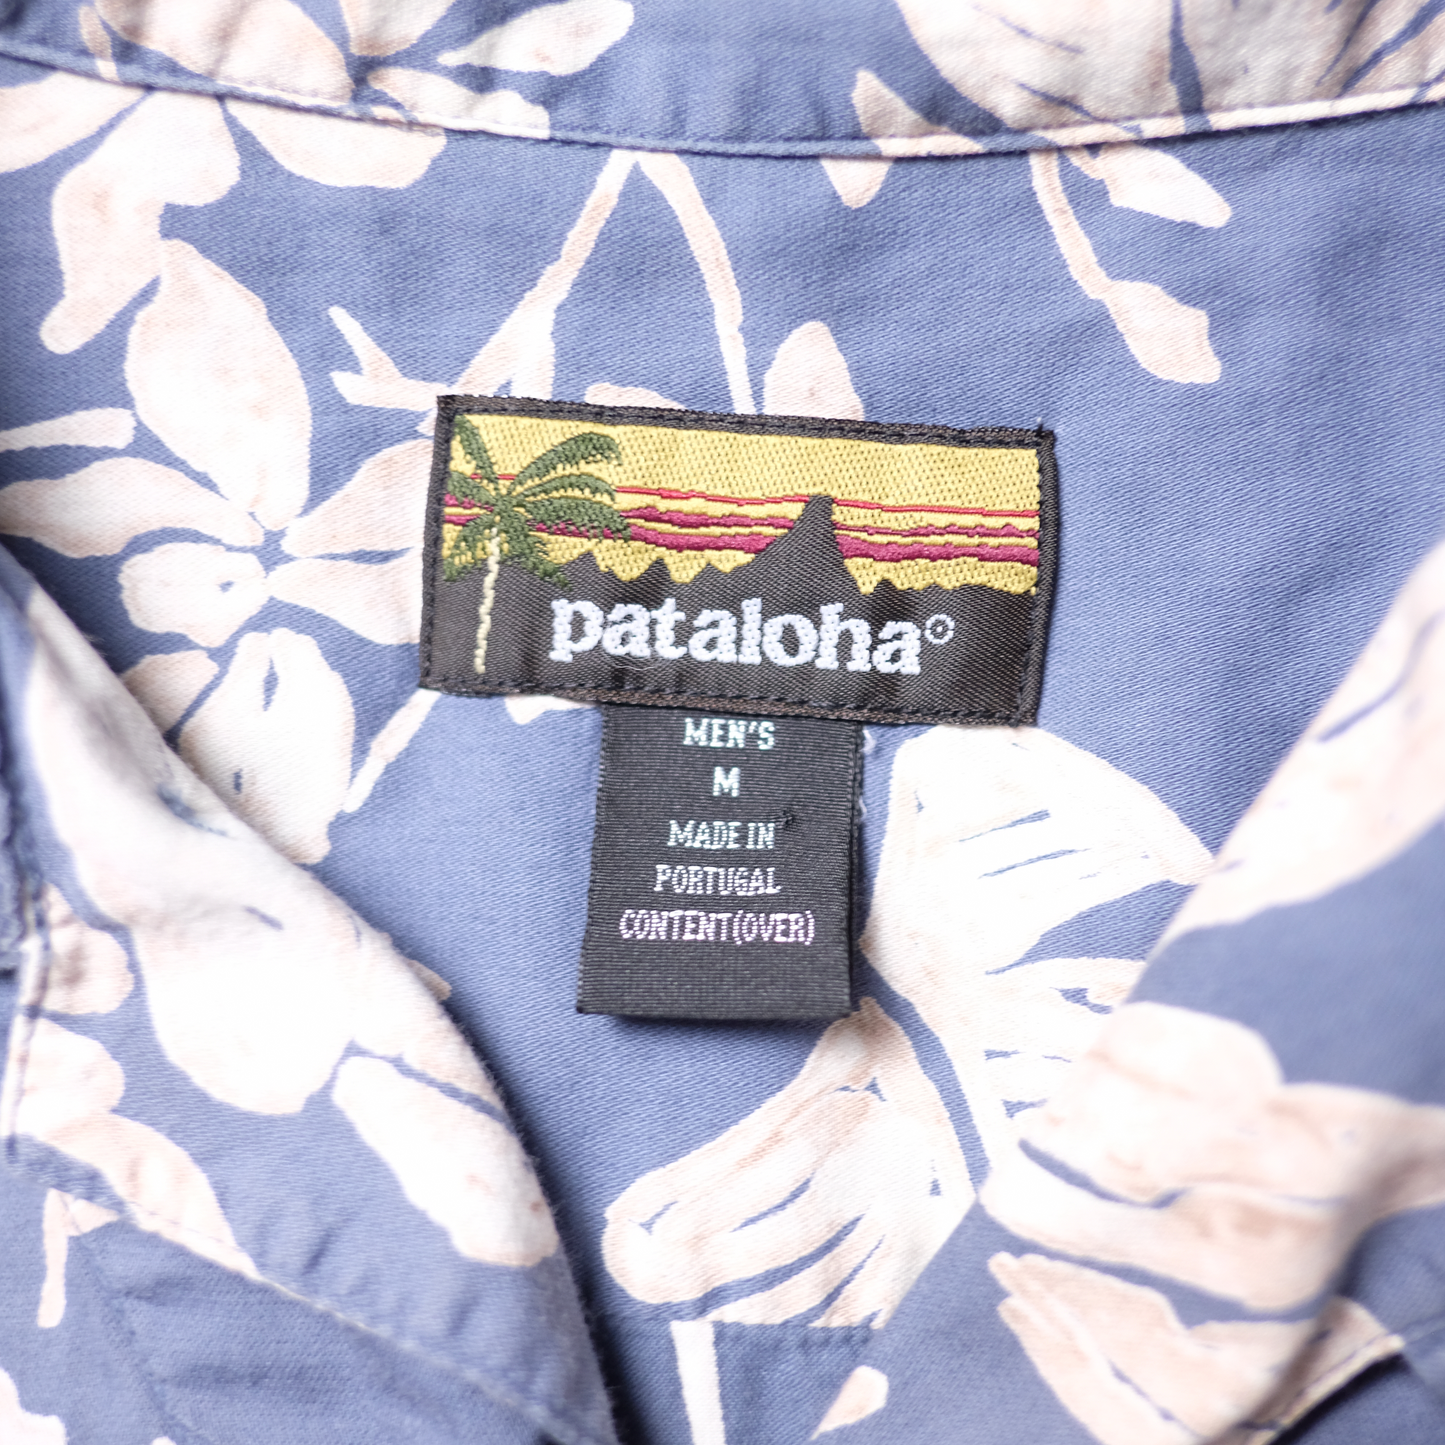 pataloha®
MEN'S
M
MADE IN
PORTUGAL
CONTENT(OVER)